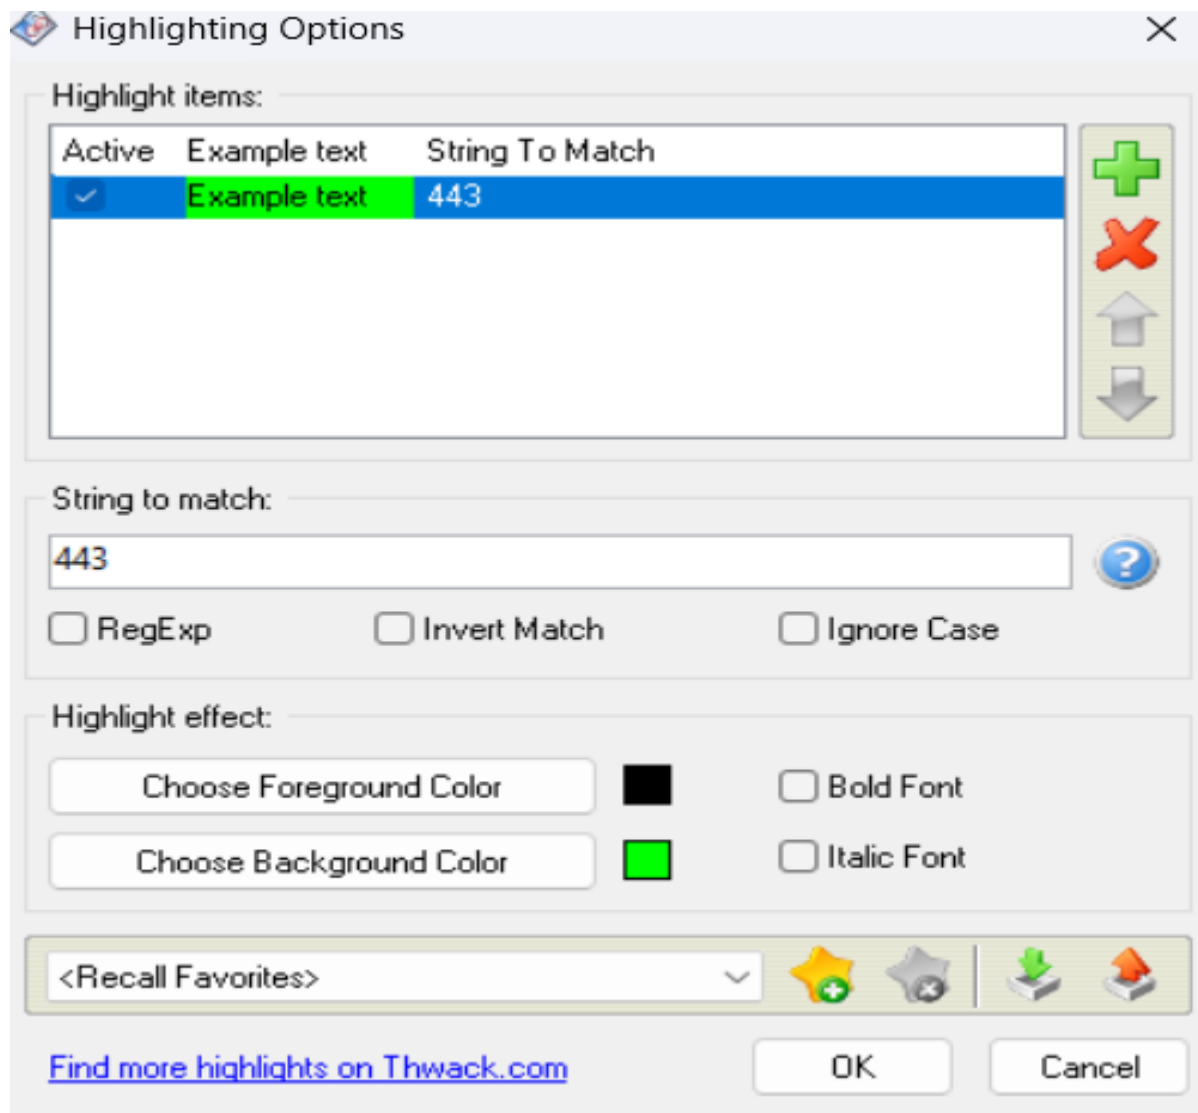 Highlighting Options
Highlight items:
Active Example text String To Match
Example text 443
String to match:
443
RegExp Invert Match Ignore Case
Highlight effect:
Choose Foreground Color Bold Font
Choose Background Color Italic Font
<Recall Favorites>
Find more highlights on Thwack.com OK Cancel